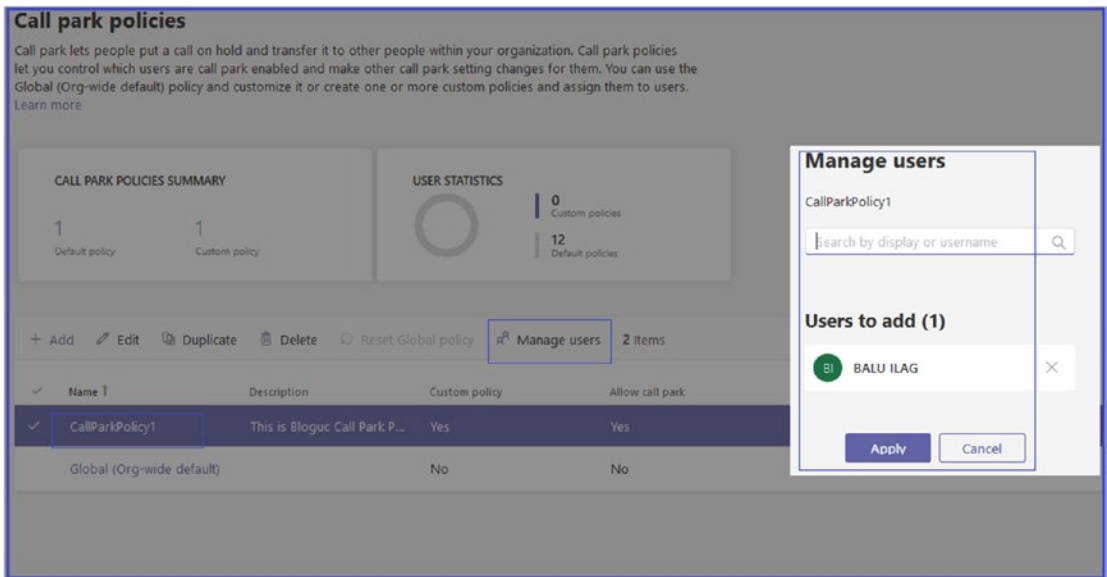 Call park policies
Call park lets people put a call on hold and transfer it to other people within your organization. Call park policies
let you control which users are call park enabled and make other call park setting changes for them. You can use the
Global (Org-wide default) policy and customize it or create one or more custom policies and assign them to users.
Learn more
CALL PARK POLICIES SUMMARY
1
Default policy
1
Custom policy
USER STATISTICS
0
Custom policies
12
Default policies
+ Add Edit Duplicate Delete Reset Global policy Manage users 2 items
Name ↑ Description Custom policy Allow call park
CallParkPolicy1 This is Bloguc Call Park P... Yes Yes
Global (Org-wide default) No No
Manage users
CallParkPolicy1
Search by display or username
Users to add (1)
BI BALU ILAG
Apply Cancel